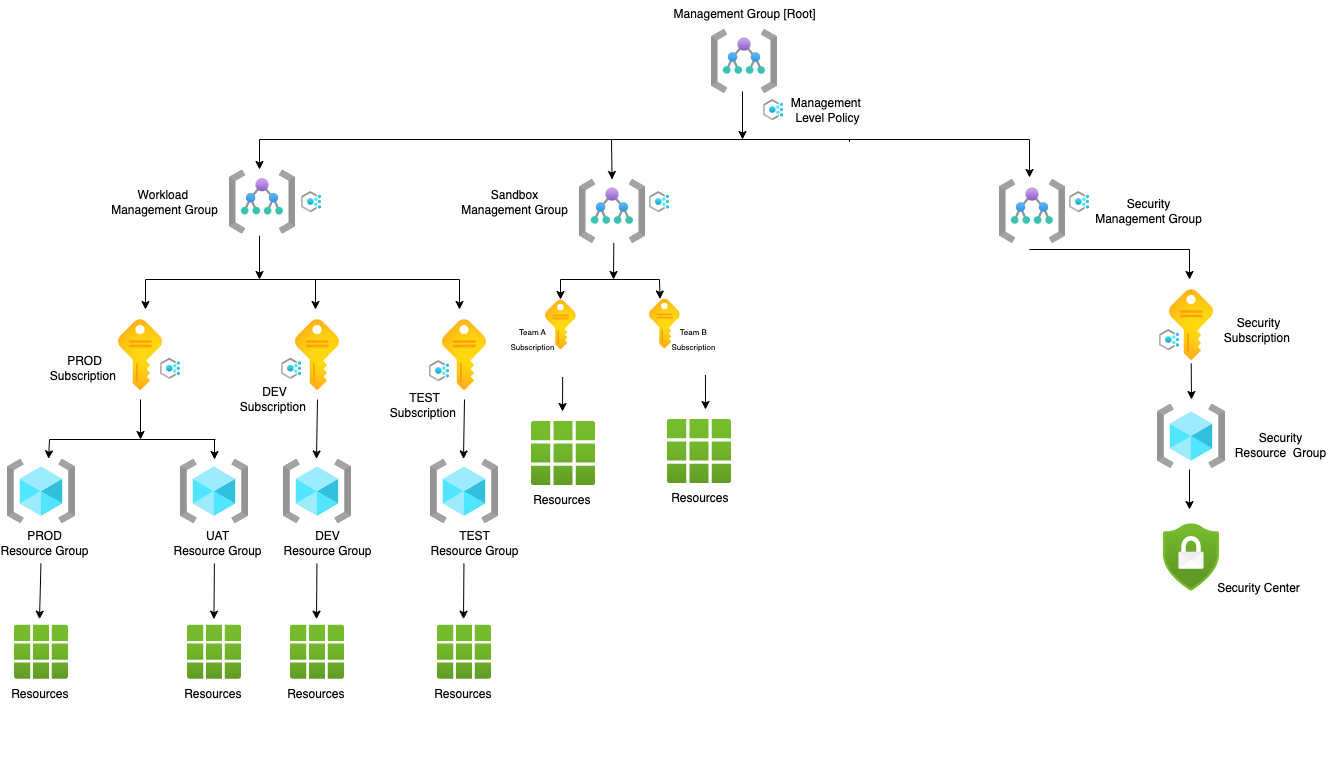 Management Group [Root]
Management
Level Policy
Workload
Management Group
Sandbox
Management Group
Security
Management Group
PROD
Subscription
DEV
Subscription
TEST
Subscription
Team A
Subscription
Team B
Subscription
Security
Subscription
PROD
Resource Group
UAT
Resource Group
DEV
Resource Group
TEST
Resource Group
Resources
Resources
Security
Resource Group
Resources
Resources
Resources
Resources
Security Center